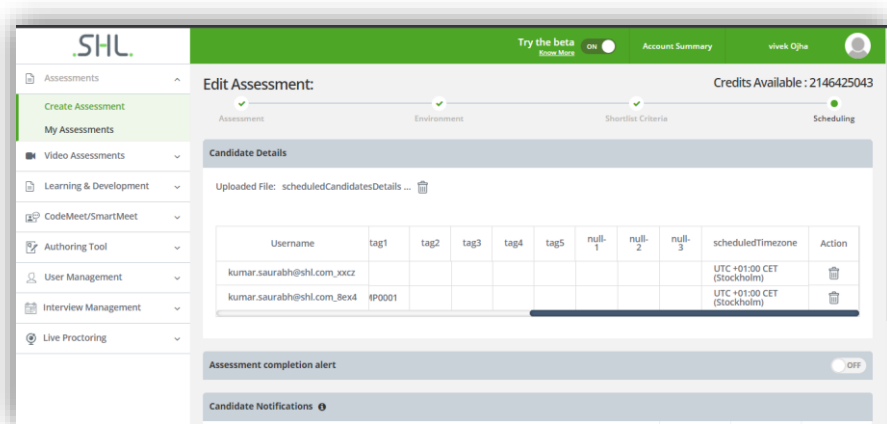 .SHL.
Try the beta
Know More
ON
Account Summary
vivek Ojha
Assessments
Create Assessment
My Assessments
Video Assessments
Learning & Development
CodeMeet/SmartMeet
Authoring Tool
User Management
Interview Management
Live Proctoring
Edit Assessment:
Credits Available : 2146425043
Assessment
Environment
Shortlist Criteria
Scheduling
Candidate Details
Uploaded File: scheduledCandidatesDetails ...
Username tag1 tag2 tag3 tag4 tag5 null-1 null-2 null-3 scheduledTimezone Action
kumar.saurabh@shl.com_xxcz UTC +01:00 CET (Stockholm)
kumar.saurabh@shl.com_8ex4 MP0001 UTC +01:00 CET (Stockholm)
Assessment completion alert
OFF
Candidate Notifications